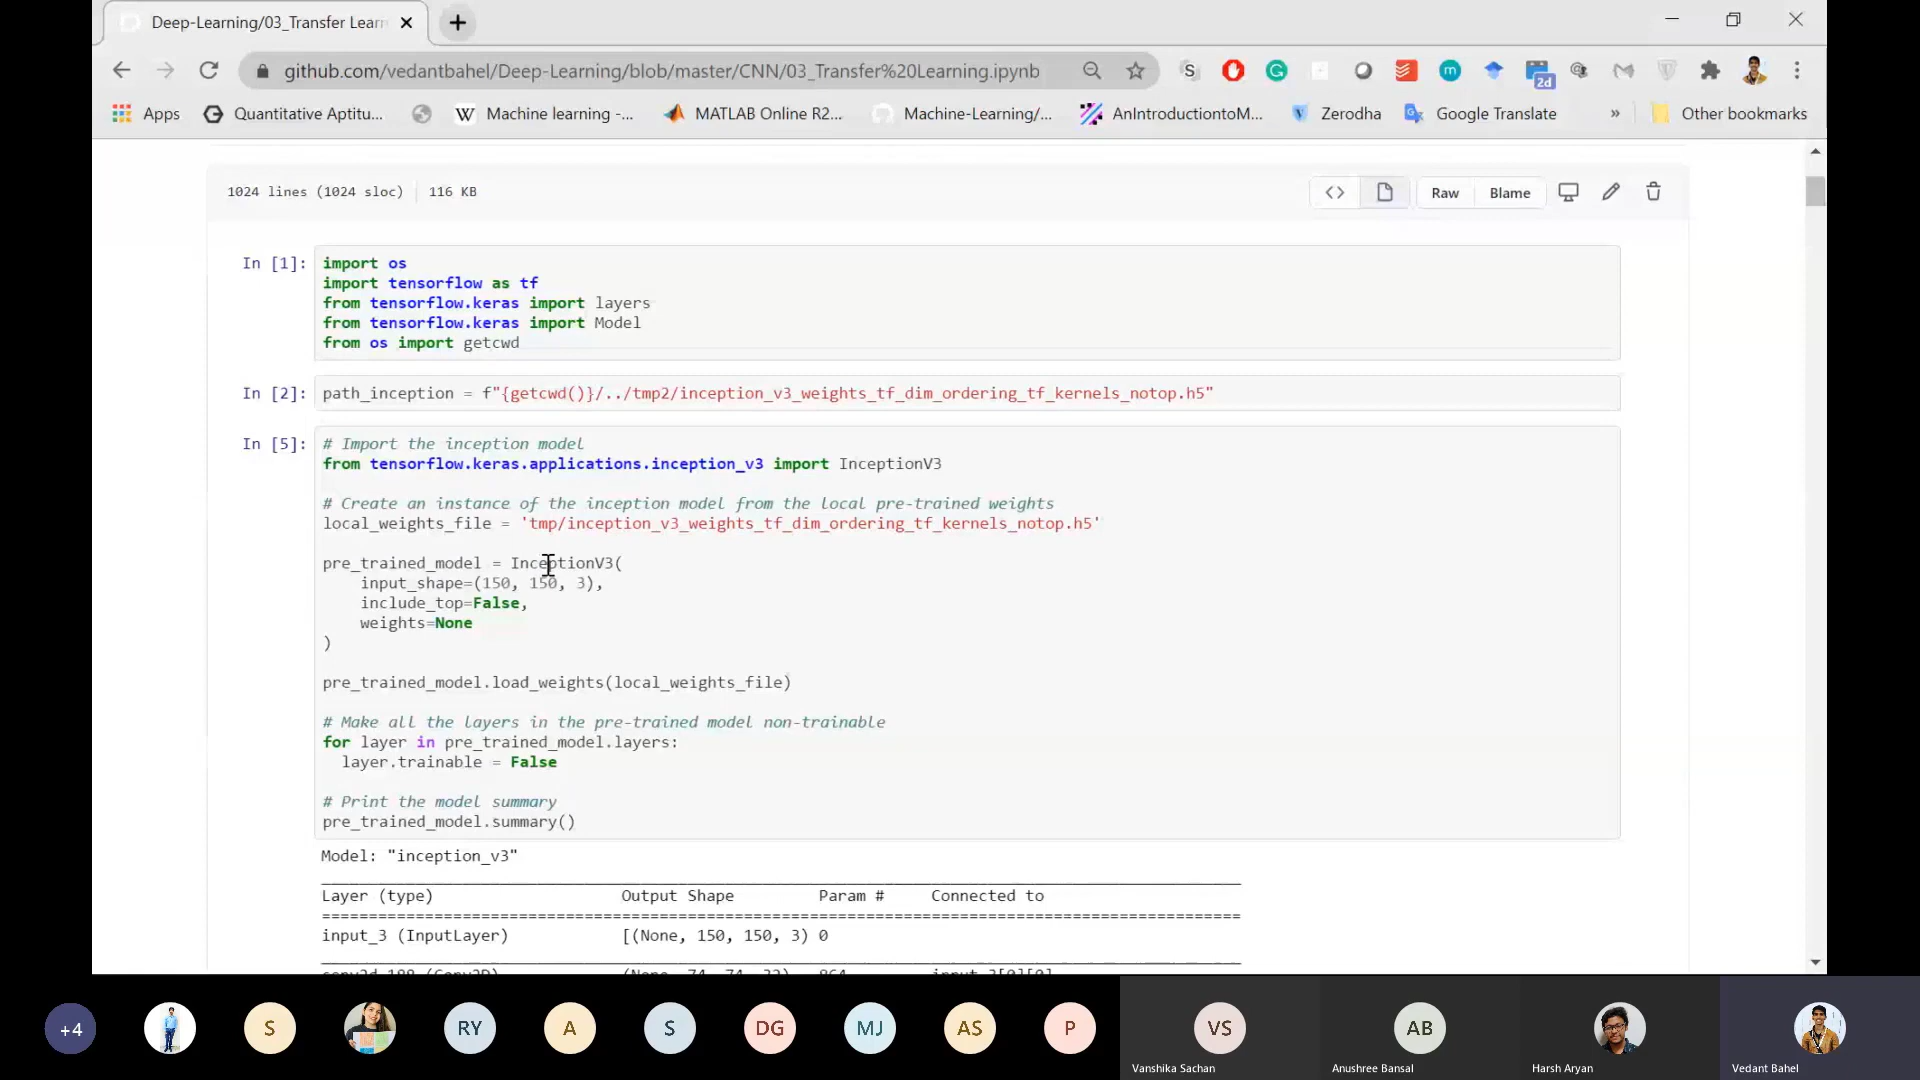 Deep-Learning/03_Transfer Learn
github.com/vedantbahel/Deep-Learning/blob/master/CNN/03_Transfer%20Learning.ipynb
2d
Apps
Quantitative Aptitu...
Machine learning -...
MATLAB Online R2...
Machine-Learning/...
AnIntroductiontoM...
Zerodha
Google Translate
»
Other bookmarks
1024 lines (1024 sloc)
116 KB
<>
Raw
Blame
In [1]:
import os
import tensorflow as tf
from tensorflow.keras import layers
from tensorflow.keras import Model
from os import getcwd
In [2]:
path_inception = f"{getcwd()}/../tmp2/inception_v3_weights_tf_dim_ordering_tf_kernels_notop.h5"
In [5]:
# Import the inception model
from tensorflow.keras.applications.inception_v3 import InceptionV3
# Create an instance of the inception model from the local pre-trained weights
local_weights_file = 'tmp/inception_v3_weights_tf_dim_ordering_tf_kernels_notop.h5'
pre_trained_model = InceptionV3(
input_shape=(150, 150, 3),
include_top=False,
weights=None
)
pre_trained_model.load_weights(local_weights_file)
# Make all the layers in the pre-trained model non-trainable
for layer in pre_trained_model.layers:
layer.trainable = False
# Print the model summary
pre_trained_model.summary()
Model: "inception_v3"
Layer (type) Output Shape Param # Connected to
==================================================================================================
input_3 (InputLayer) [(None, 150, 150, 3) 0
+4
S
RY
A
S
DG
MJ
AS
P
VS
Vanshika Sachan
AB
Anushree Bansal
Harsh Aryan
Vedant Bahel